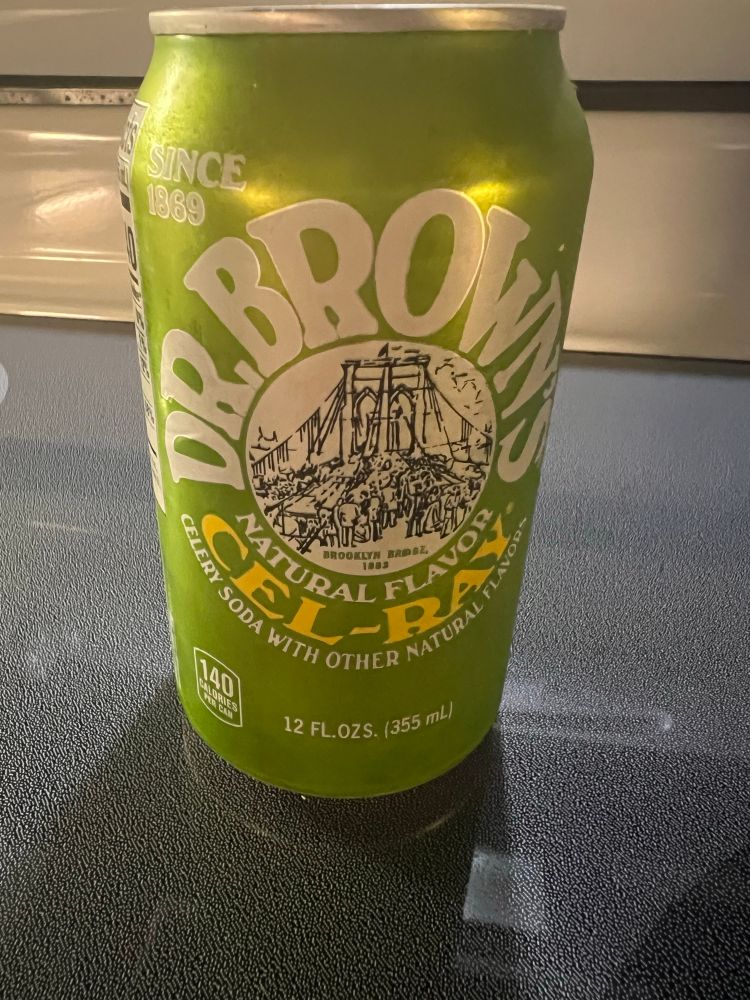 SINCE
1869
DR. BROWN'S
BROOKLYN BRIDGE,
1883
NATURAL FLAVOR
CEL-RAY®
CELERY SODA WITH OTHER NATURAL FLAVORS
140
CALORIES
PER CAN
12 FL.OZS. (355 mL)